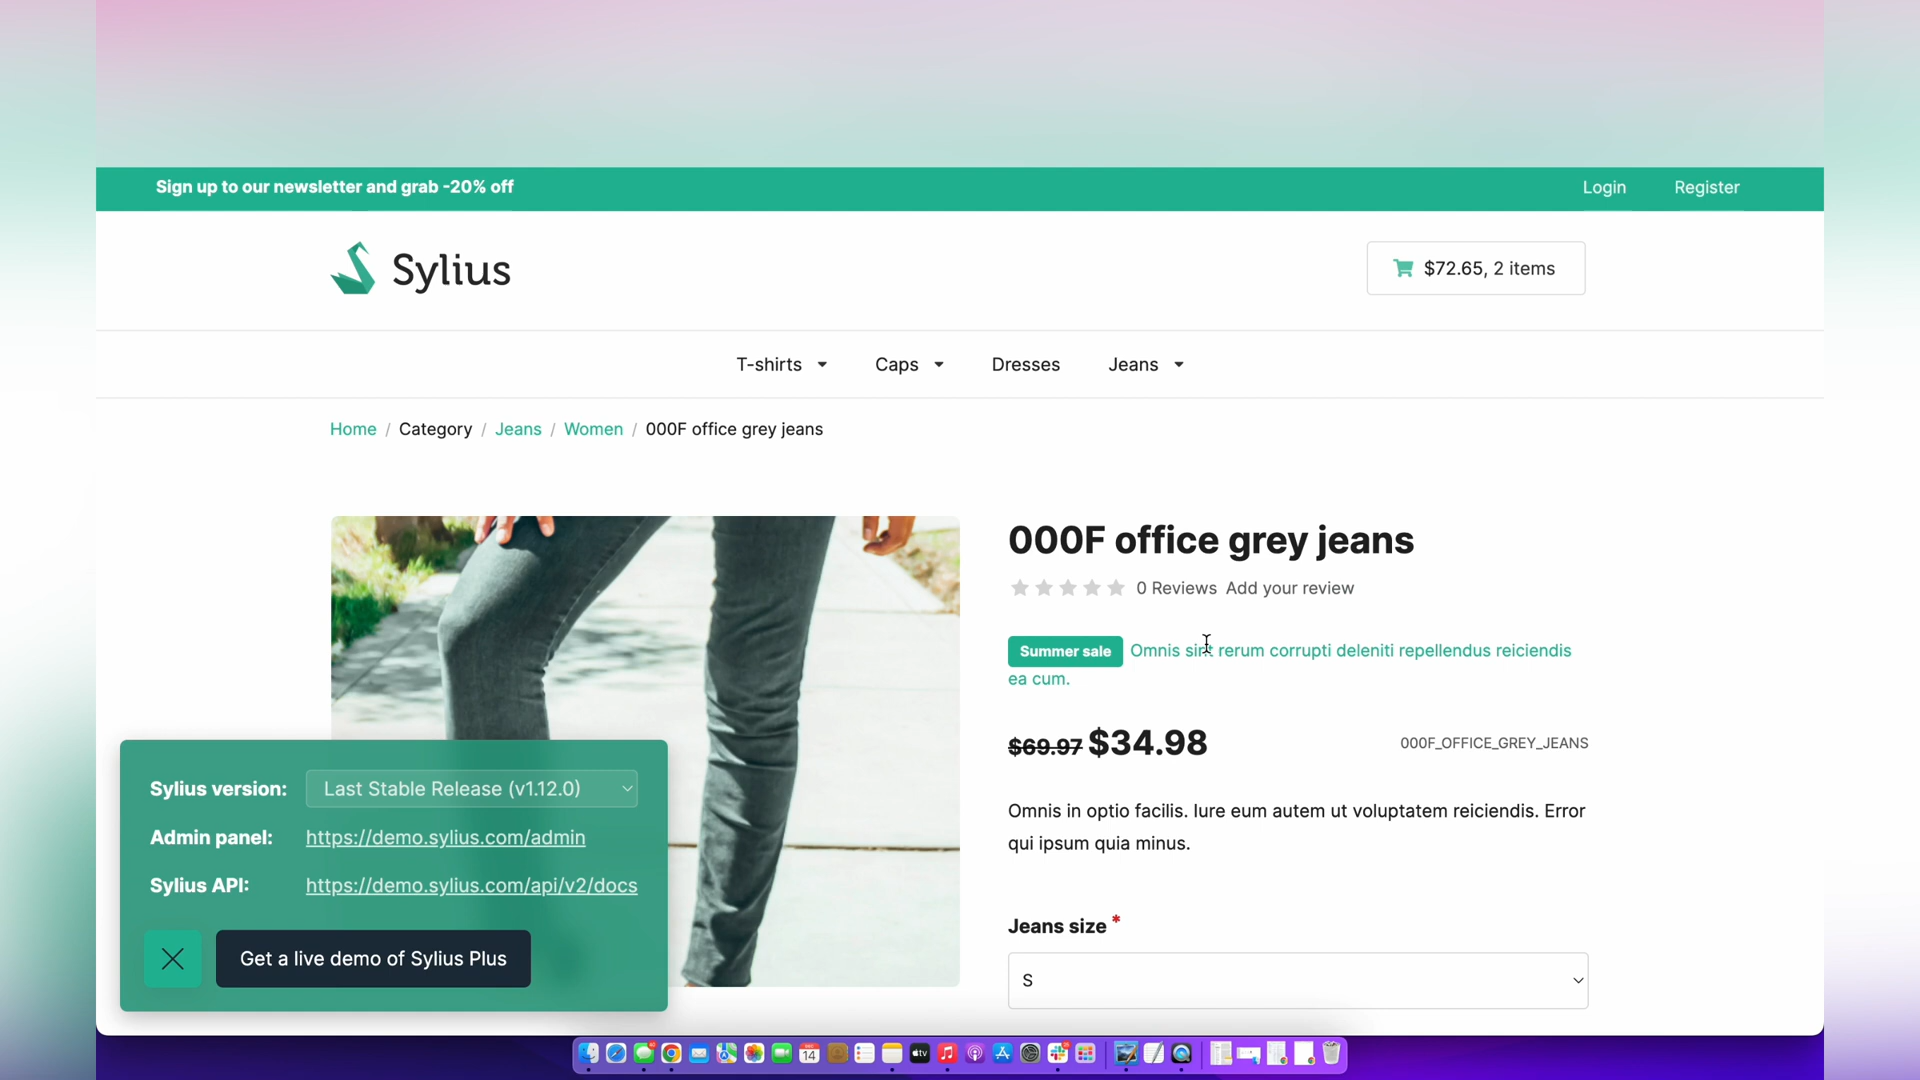 Sign up to our newsletter and grab -20% off
Login
Register
Sylius
$72.65, 2 items
T-shirts
Caps
Dresses
Jeans
Home / Category / Jeans / Women / 000F office grey jeans
000F office grey jeans
0 Reviews Add your review
Summer sale Omnis sint rerum corrupti deleniti repellendus reiciendis
ea cum.
$69.97 $34.98
000F_OFFICE_GREY_JEANS
Omnis in optio facilis. Iure eum autem ut voluptatem reiciendis. Error
qui ipsum quia minus.
Jeans size *
S
Sylius version: Last Stable Release (v1.12.0)
Admin panel: https://demo.sylius.com/admin
Sylius API: https://demo.sylius.com/api/v2/docs
Get a live demo of Sylius Plus
14
tv